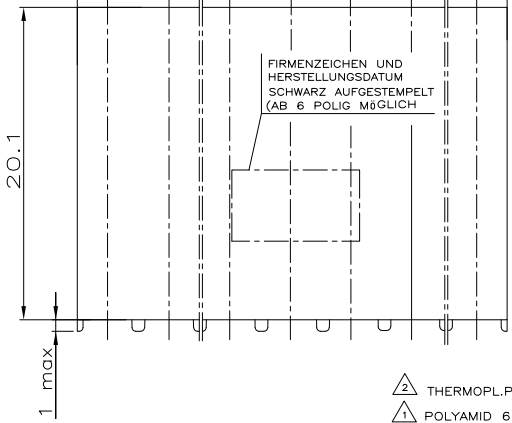 FIRMENZEICHEN UND
HERSTELLUNGSDATUM
SCHWARZ AUFGESTEMPELT
(AB 6 POLIG MöGLICH
20.1
1 max
2 THERMOPL.P
1 POLYAMID 6